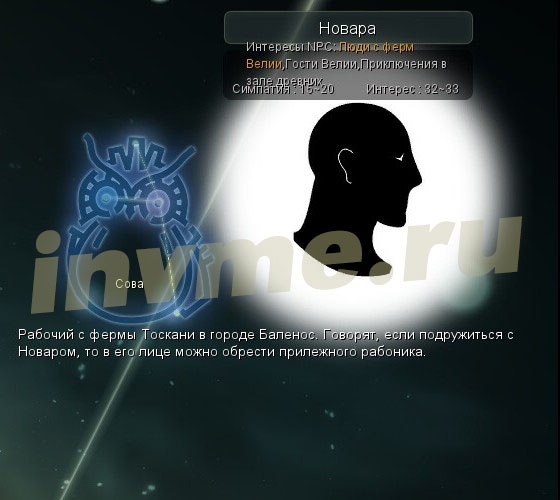 Новара
Интересы NPC: Люди с ферм
Велии,Гости Велии,Приключения в
зале древних
Симпатия : 15~20 Интерес : 32~33
invme.ru
Сова
Рабочий с фермы Тоскани в городе Баленос. Говорят, если подружиться с
Новаром, то в его лице можно обрести прилежного рабоника.